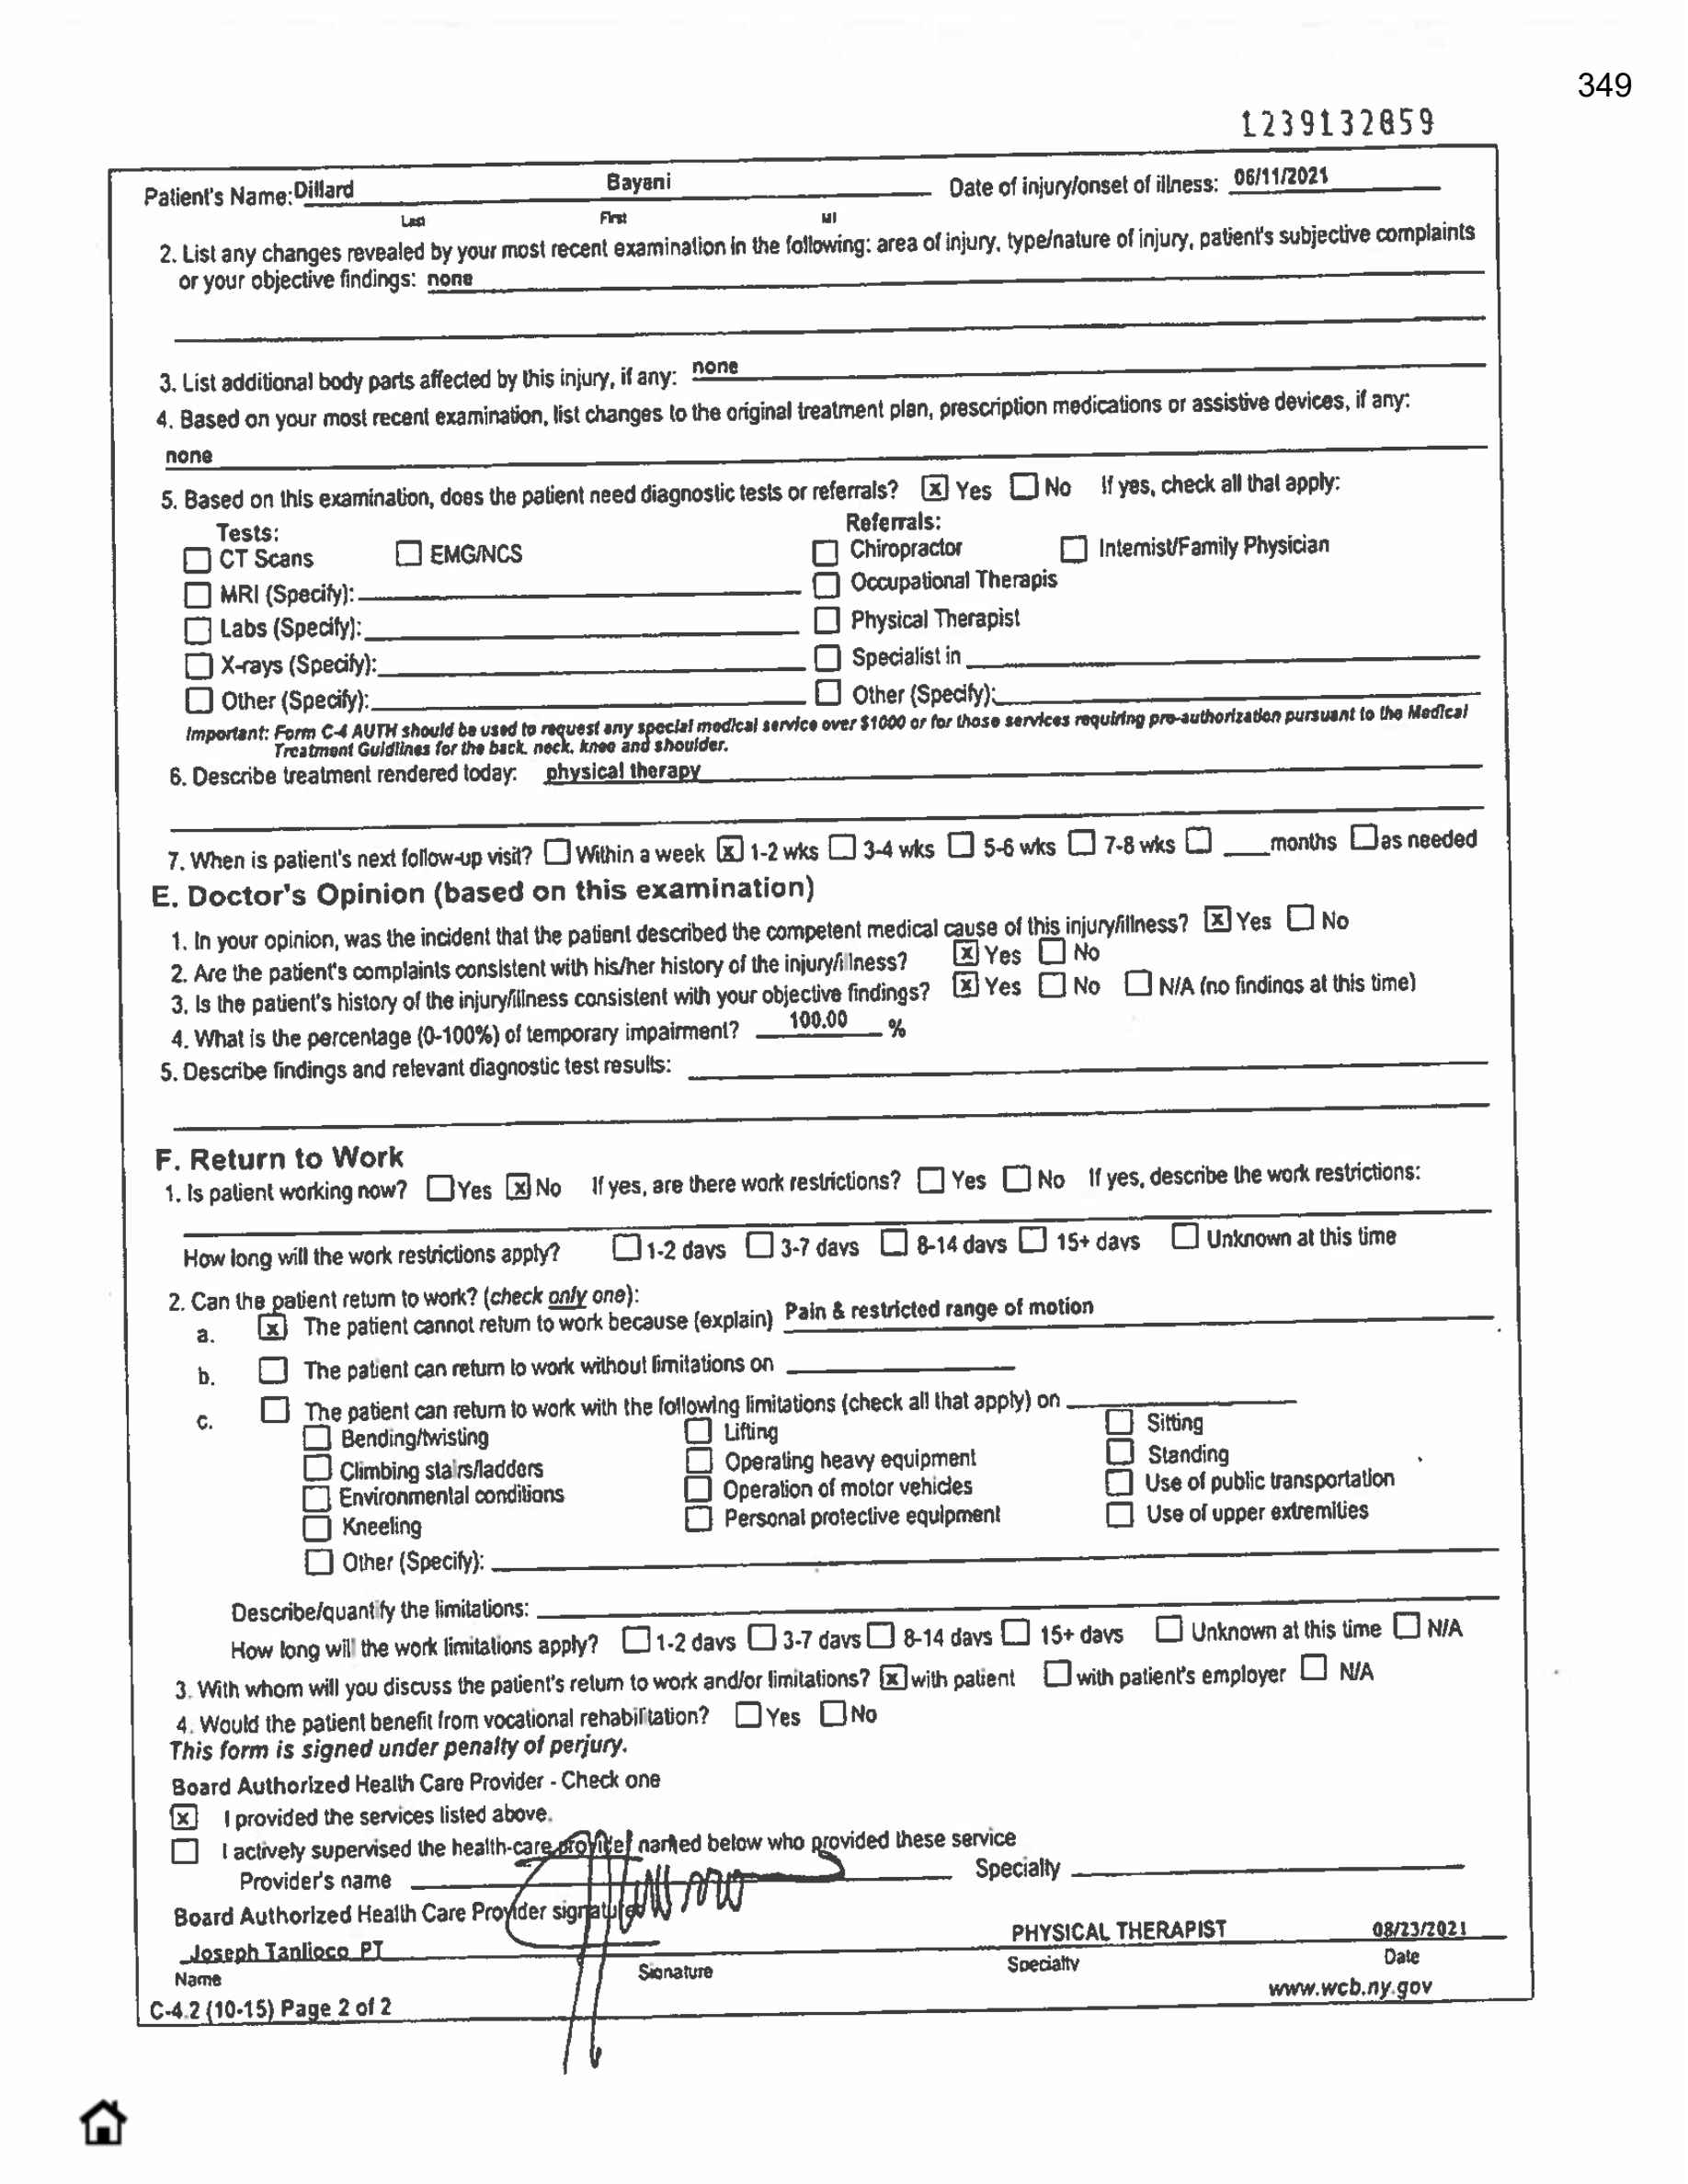 349
1239132859
Patient's Name: Dillard Bayani Date of injury/onset of illness: 06/11/2021
Last First MI
2. List any changes revealed by your most recent examination in the following: area of injury, type/nature of injury, patient's subjective complaints
or your objective findings: none
3. List additional body parts affected by this injury, if any: none
4. Based on your most recent examination, list changes to the original treatment plan, prescription medications or assistive devices, if any:
none
5. Based on this examination, does the patient need diagnostic tests or referrals? [x] Yes [ ] No If yes, check all that apply:
Tests: Referrals:
[ ] CT Scans [ ] EMG/NCS [ ] Chiropractor [ ] Internist/Family Physician
[ ] MRI (Specify): [ ] Occupational Therapis
[ ] Labs (Specify): [ ] Physical Therapist
[ ] X-rays (Specify): [ ] Specialist in
[ ] Other (Specify): [ ] Other (Specify):
Important: Form C-4 AUTH should be used to request any special medical service over $1000 or for those services requiring pre-authorization pursuant to the Medical
Treatment Guidlines for the back, neck, knee and shoulder.
6. Describe treatment rendered today: physical therapy
7. When is patient's next follow-up visit? [ ] Within a week [x] 1-2 wks [ ] 3-4 wks [ ] 5-6 wks [ ] 7-8 wks [ ] ____months [ ] as needed
E. Doctor's Opinion (based on this examination)
1. In your opinion, was the incident that the patient described the competent medical cause of this injury/illness? [x] Yes [ ] No
2. Are the patient's complaints consistent with his/her history of the injury/illness? [x] Yes [ ] No
3. Is the patient's history of the injury/illness consistent with your objective findings? [x] Yes [ ] No [ ] N/A (no findings at this time)
4. What is the percentage (0-100%) of temporary impairment? 100.00 %
5. Describe findings and relevant diagnostic test results:
F. Return to Work
1. Is patient working now? [ ] Yes [x] No If yes, are there work restrictions? [ ] Yes [ ] No If yes, describe the work restrictions:
How long will the work restrictions apply? [ ] 1-2 days [ ] 3-7 days [ ] 8-14 days [ ] 15+ days [ ] Unknown at this time
2. Can the patient return to work? (check only one):
a. [x] The patient cannot return to work because (explain) Pain & restricted range of motion
b. [ ] The patient can return to work without limitations on
c. [ ] The patient can return to work with the following limitations (check all that apply) on
[ ] Bending/twisting [ ] Lifting [ ] Sitting
[ ] Climbing stairs/ladders [ ] Operating heavy equipment [ ] Standing
[ ] Environmental conditions [ ] Operation of motor vehicles [ ] Use of public transportation
[ ] Kneeling [ ] Personal protective equipment [ ] Use of upper extremities
[ ] Other (Specify):
Describe/quantify the limitations:
How long will the work limitations apply? [ ] 1-2 days [ ] 3-7 days [ ] 8-14 days [ ] 15+ days [ ] Unknown at this time [ ] N/A
3. With whom will you discuss the patient's return to work and/or limitations? [x] with patient [ ] with patient's employer [ ] N/A
4. Would the patient benefit from vocational rehabilitation? [ ] Yes [ ] No
This form is signed under penalty of perjury.
Board Authorized Health Care Provider - Check one
[x] I provided the services listed above.
[ ] I actively supervised the health-care provider named below who provided these service
Provider's name Specialty
Board Authorized Health Care Provider signature
Joseph Tanlioco PT PHYSICAL THERAPIST 08/23/2021
Name Signature Specialty Date
www.wcb.ny.gov
C-4.2 (10-15) Page 2 of 2